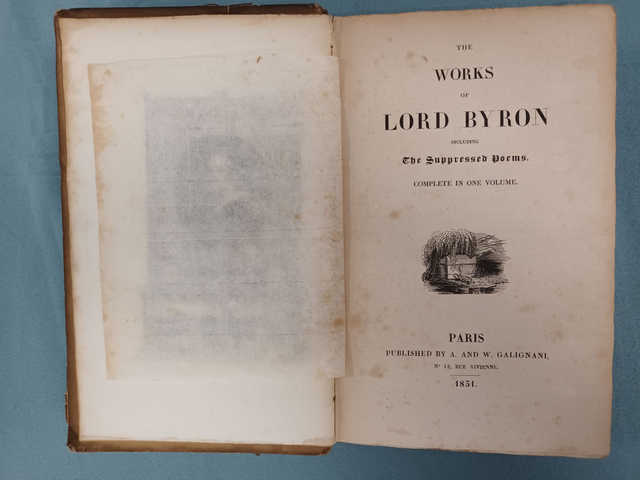 THE
WORKS
OF
LORD BYRON
INCLUDING
The Suppressed Poems.
COMPLETE IN ONE VOLUME.
PARIS
PUBLISHED BY A. AND W. GALIGNANI,
Nº 18, RUE VIVIENNE.
1831.